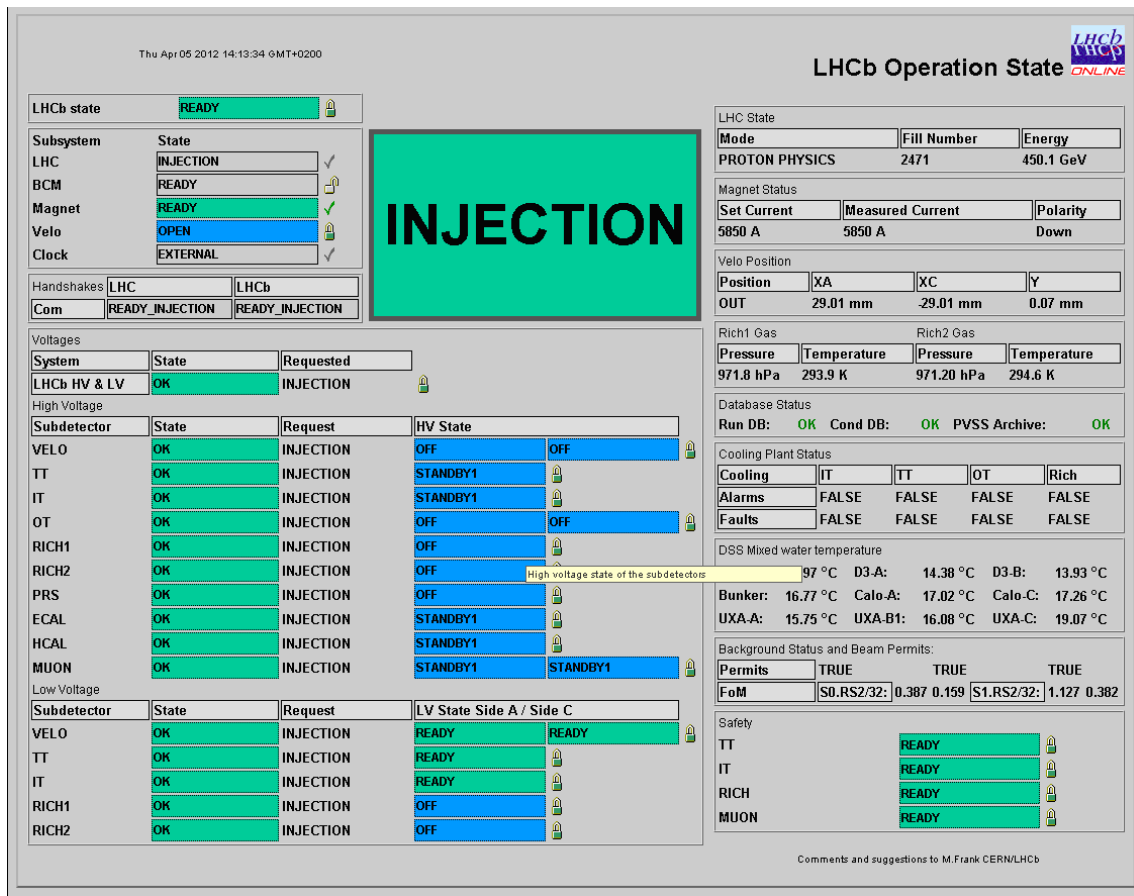 Thu Apr 05 2012 14:13:34 GMT+0200
LHCb Operation State
LHCb
LHCb
ONLINE
LHCb state READY
Subsystem State
LHC INJECTION
BCM READY
Magnet READY
Velo OPEN
Clock EXTERNAL
Handshakes LHC LHCb
Com READY_INJECTION READY_INJECTION
INJECTION
Voltages
System State Requested
LHCb HV & LV OK INJECTION
High Voltage
Subdetector State Request HV State
VELO OK INJECTION OFF OFF
TT OK INJECTION STANDBY1
IT OK INJECTION STANDBY1
OT OK INJECTION OFF OFF
RICH1 OK INJECTION OFF
RICH2 OK INJECTION OFF
High voltage state of the subdetectors
PRS OK INJECTION OFF
ECAL OK INJECTION STANDBY1
HCAL OK INJECTION STANDBY1
MUON OK INJECTION STANDBY1 STANDBY1
Low Voltage
Subdetector State Request LV State Side A / Side C
VELO OK INJECTION READY READY
TT OK INJECTION READY
IT OK INJECTION READY
RICH1 OK INJECTION OFF
RICH2 OK INJECTION OFF
LHC State
Mode Fill Number Energy
PROTON PHYSICS 2471 450.1 GeV
Magnet Status
Set Current Measured Current Polarity
5850 A 5850 A Down
Velo Position
Position XA XC Y
OUT 29.01 mm -29.01 mm 0.07 mm
Rich1 Gas Rich2 Gas
Pressure Temperature Pressure Temperature
971.8 hPa 293.9 K 971.20 hPa 294.6 K
Database Status
Run DB: OK Cond DB: OK PVSS Archive: OK
Cooling Plant Status
Cooling IT TT OT Rich
Alarms FALSE FALSE FALSE FALSE
Faults FALSE FALSE FALSE FALSE
DSS Mixed water temperature
97 °C D3-A: 14.38 °C D3-B: 13.93 °C
Bunker: 16.77 °C Calo-A: 17.02 °C Calo-C: 17.26 °C
UXA-A: 15.75 °C UXA-B1: 16.08 °C UXA-C: 19.07 °C
Background Status and Beam Permits:
Permits TRUE TRUE TRUE
FoM S0.RS2/32: 0.387 0.159 S1.RS2/32: 1.127 0.382
Safety
TT READY
IT READY
RICH READY
MUON READY
Comments and suggestions to M.Frank CERN/LHCb